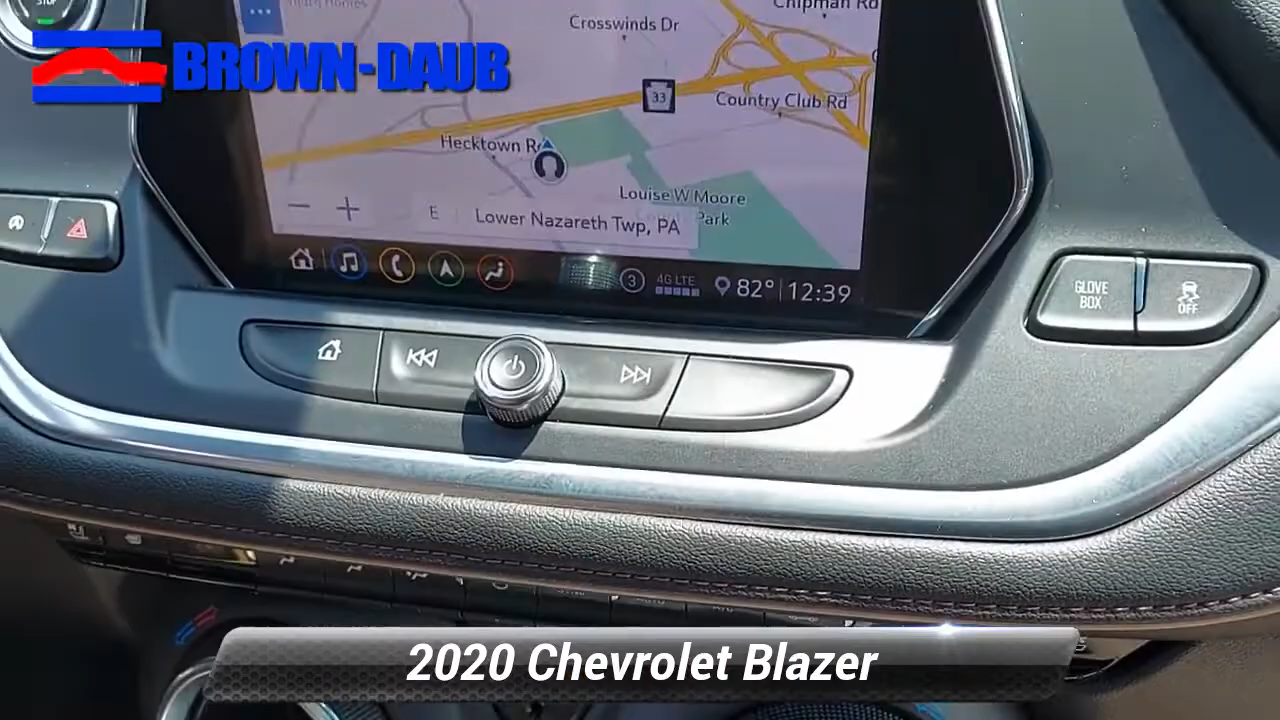 STOP
Chipman Rd
Crosswinds Dr
BROWN-DAUB
33
Country Club Rd
Hecktown Rd
Louise W Moore
Park
E Lower Nazareth Twp, PA
3 4G LTE 82° 12:39
GLOVE
BOX
OFF
2020 Chevrolet Blazer